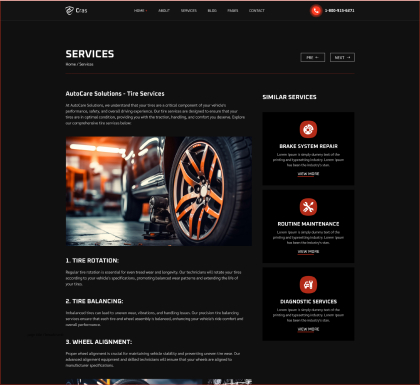 Cras
HOME
ABOUT
SERVICES
BLOG
PAGES
CONTACT
1-800-915-6271
SERVICES
Home / Services
PRE
NEXT
AutoCare Solutions - Tire Services
At AutoCare Solutions, we understand that your tires are a critical component of your vehicle's
performance, safety, and overall driving experience. Our tire services are designed to ensure that your
tires are in optimal condition, providing you with the traction, handling, and comfort you deserve. Explore
our comprehensive tire services below:
1. TIRE ROTATION:
Regular tire rotation is essential for even tread wear and longevity. Our technicians will rotate your tires
according to your vehicle's specifications, promoting balanced wear patterns and extending the life of
your tires.
2. TIRE BALANCING:
Imbalanced tires can lead to uneven wear, vibrations, and handling issues. Our precision tire balancing
services ensure that each tire and wheel assembly is balanced, enhancing your vehicle's ride comfort and
overall performance.
3. WHEEL ALIGNMENT:
Proper wheel alignment is crucial for maintaining vehicle stability and preventing uneven tire wear. Our
advanced alignment equipment and skilled technicians will ensure that your wheels are aligned to
manufacturer specifications.
SIMILAR SERVICES
BRAKE SYSTEM REPAIR
Lorem Ipsum is simply dummy text of the
printing and typesetting industry. Lorem Ipsum
has been the industry's stan.
VIEW MORE
ROUTINE MAINTENANCE
Lorem Ipsum is simply dummy text of the
printing and typesetting industry. Lorem Ipsum
has been the industry's stan.
VIEW MORE
DIAGNOSTIC SERVICES
Lorem Ipsum is simply dummy text of the
printing and typesetting industry. Lorem Ipsum
has been the industry's stan.
VIEW MORE